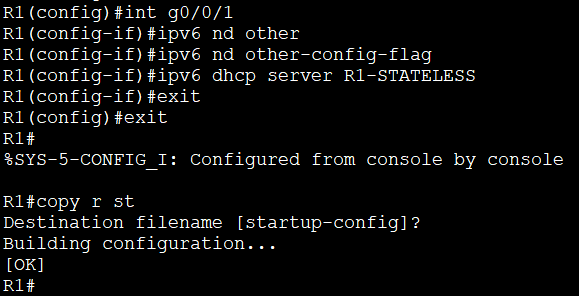 R1(config)#int g0/0/1
R1(config-if)#ipv6 nd other
R1(config-if)#ipv6 nd other-config-flag
R1(config-if)#ipv6 dhcp server R1-STATELESS
R1(config-if)#exit
R1(config)#exit
R1#
%SYS-5-CONFIG_I: Configured from console by console
R1#copy r st
Destination filename [startup-config]?
Building configuration...
[OK]
R1#